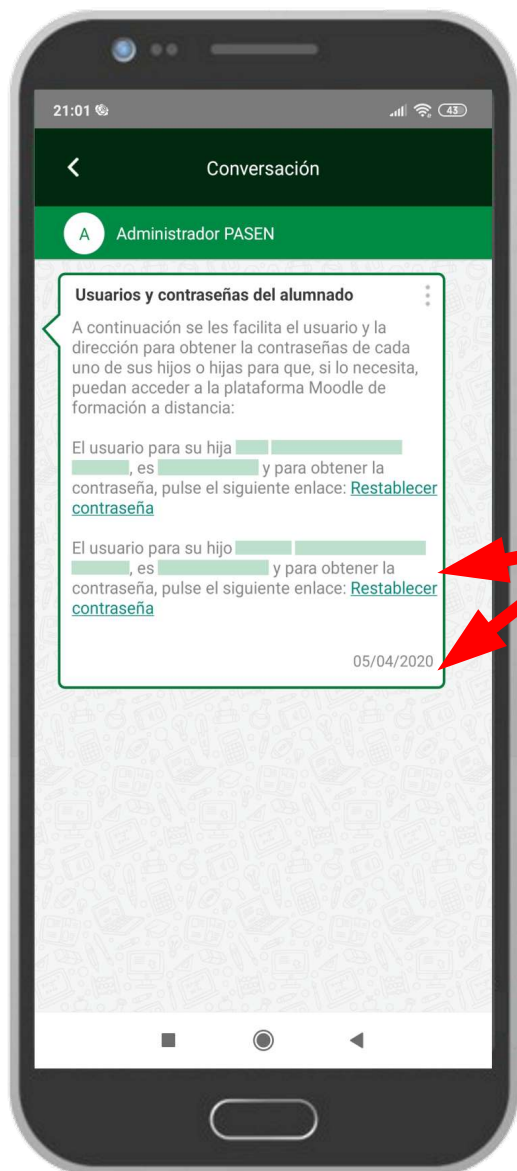 21:01
43
Conversación
A Administrador PASEN
Usuarios y contraseñas del alumnado
A continuación se les facilita el usuario y la
dirección para obtener la contraseñas de cada
uno de sus hijos o hijas para que, si lo necesita,
puedan acceder a la plataforma Moodle de
formación a distancia:
El usuario para su hija
, es y para obtener la
contraseña, pulse el siguiente enlace: Restablecer
contraseña
El usuario para su hijo
, es y para obtener la
contraseña, pulse el siguiente enlace: Restablecer
contraseña
05/04/2020